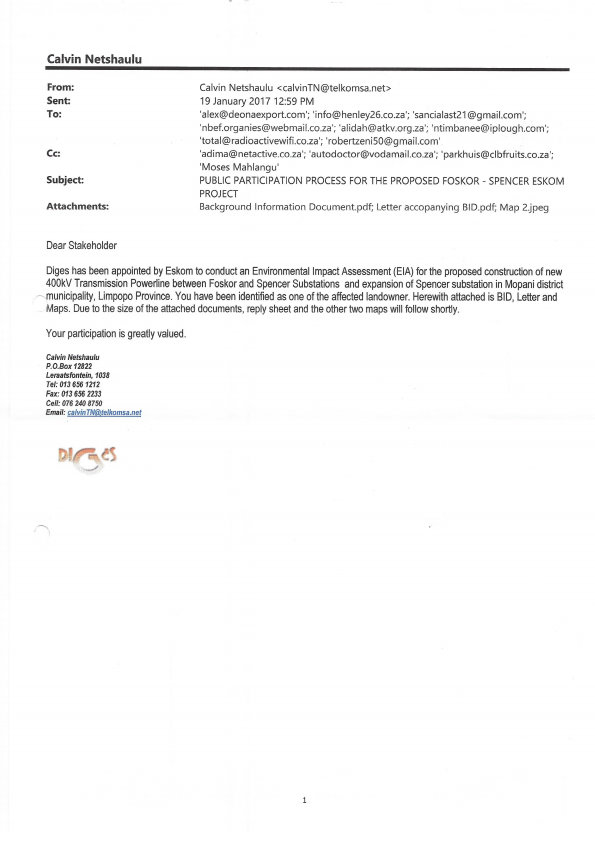 Calvin Netshaulu
From: Calvin Netshaulu <calvinTN@telkomsa.net>
Sent: 19 January 2017 12:59 PM
To: 'alex@deonaexport.com'; 'info@henley26.co.za'; 'sancialast21@gmail.com';
'nbef.organies@webmail.co.za'; 'alidah@atkv.org.za'; 'ntimbanee@iplough.com';
'total@radioactivewifi.co.za'; 'robertzeni50@gmail.com'
Cc: 'adima@netactive.co.za'; 'autodoctor@vodamail.co.za'; 'parkhuis@clbfruits.co.za';
'Moses Mahlangu'
Subject: PUBLIC PARTICIPATION PROCESS FOR THE PROPOSED FOSKOR - SPENCER ESKOM
PROJECT
Attachments: Background Information Document.pdf; Letter accopanying BID.pdf; Map 2.jpeg
Dear Stakeholder
Diges has been appointed by Eskom to conduct an Environmental Impact Assessment (EIA) for the proposed construction of new
400kV Transmission Powerline between Foskor and Spencer Substations and expansion of Spencer substation in Mopani district
municipality, Limpopo Province. You have been identified as one of the affected landowner. Herewith attached is BID, Letter and
Maps. Due to the size of the attached documents, reply sheet and the other two maps will follow shortly.
Your participation is greatly valued.
Calvin Netshaulu
P.O.Box 12822
Leraatsfontein, 1038
Tel: 013 656 1212
Fax: 013 656 2233
Cell: 076 240 8750
Email: calvinTN@telkomsa.net
DIGES
1